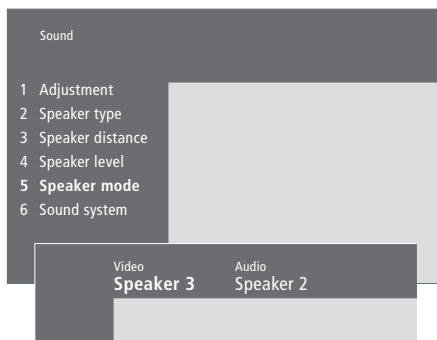 Sound
1 Adjustment
2 Speaker type
3 Speaker distance
4 Speaker level
5 Speaker mode
6 Sound system
Video Audio
Speaker 3 Speaker 2